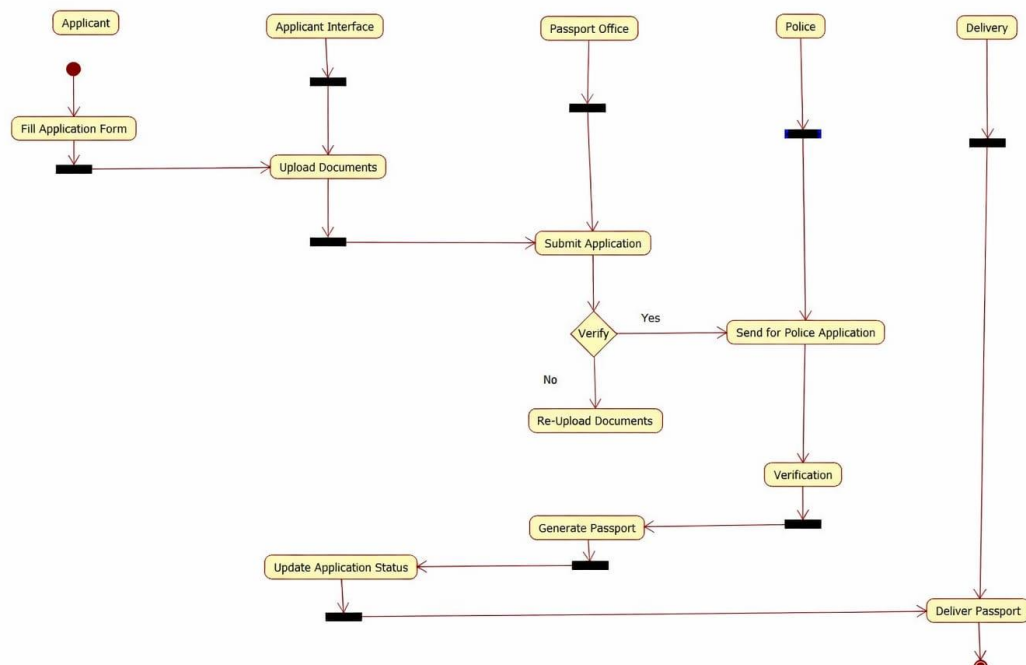 Applicant
Applicant Interface
Passport Office
Police
Delivery
Fill Application Form
Upload Documents
Submit Application
Verify
Yes
Send for Police Application
No
Re-Upload Documents
Verification
Generate Passport
Update Application Status
Deliver Passport